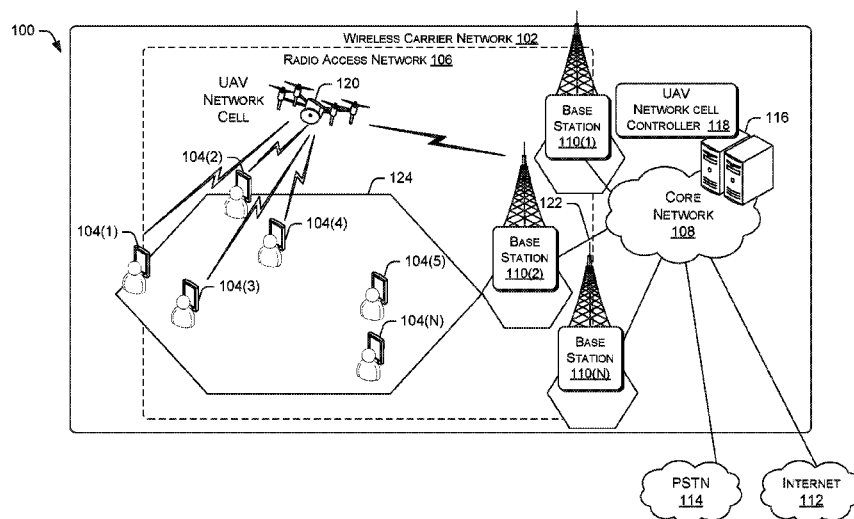 100
WIRELESS CARRIER NETWORK 102
RADIO ACCESS NETWORK 106
UAV
NETWORK
CELL
120
BASE
STATION
110(1)
UAV
NETWORK CELL
CONTROLLER 118
116
104(2)
124
104(1)
104(4)
104(3)
104(5)
104(N)
BASE
STATION
110(2)
122
CORE
NETWORK
108
BASE
STATION
110(N)
PSTN
114
INTERNET
112